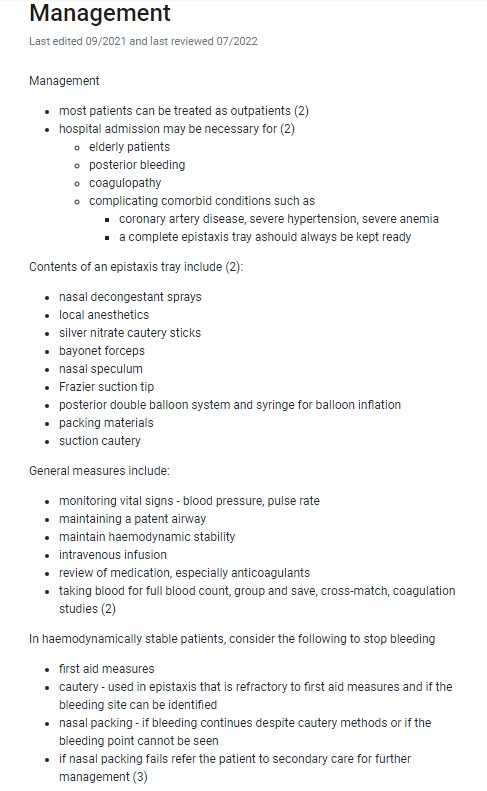 Management
Last edited 09/2021 and last reviewed 07/2022
Management
• most patients can be treated as outpatients (2)
• hospital admission may be necessary for (2)
◦ elderly patients
◦ posterior bleeding
◦ coagulopathy
◦ complicating comorbid conditions such as
▪ coronary artery disease, severe hypertension, severe anemia
▪ a complete epistaxis tray ashould always be kept ready
Contents of an epistaxis tray include (2):
• nasal decongestant sprays
• local anesthetics
• silver nitrate cautery sticks
• bayonet forceps
• nasal speculum
• Frazier suction tip
• posterior double balloon system and syringe for balloon inflation
• packing materials
• suction cautery
General measures include:
• monitoring vital signs - blood pressure, pulse rate
• maintaining a patent airway
• maintain haemodynamic stability
• intravenous infusion
• review of medication, especially anticoagulants
• taking blood for full blood count, group and save, cross-match, coagulation
studies (2)
In haemodynamically stable patients, consider the following to stop bleeding
• first aid measures
• cautery - used in epistaxis that is refractory to first aid measures and if the
bleeding site can be identified
• nasal packing - if bleeding continues despite cautery methods or if the
bleeding point cannot be seen
• if nasal packing fails refer the patient to secondary care for further
management (3)